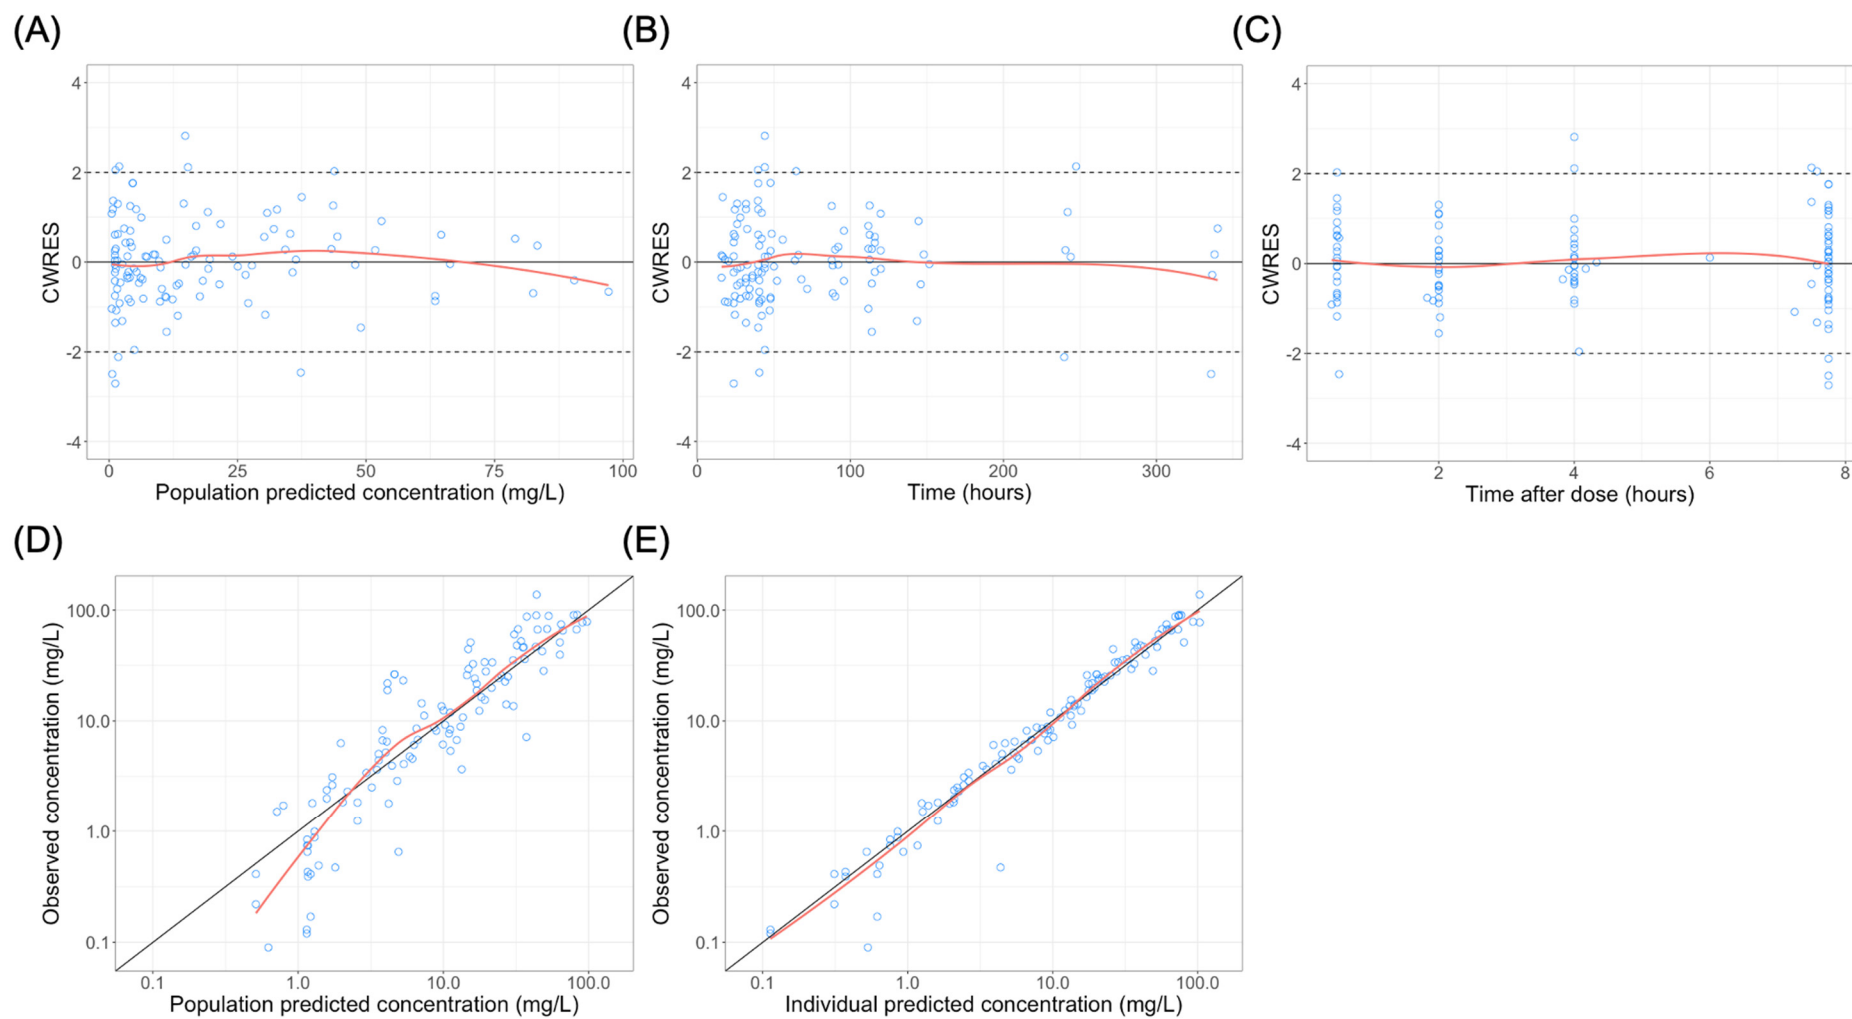 (A)
(B)
(C)
CWRES
4
2
0
-2
-4
0
25
50
75
100
Population predicted concentration (mg/L)
CWRES
4
2
0
-2
-4
0
100
200
300
Time (hours)
CWRES
4
2
0
-2
-4
2
4
6
8
Time after dose (hours)
(D)
(E)
Observed concentration (mg/L)
100.0
10.0
1.0
0.1
0.1
1.0
10.0
100.0
Population predicted concentration (mg/L)
Observed concentration (mg/L)
100.0
10.0
1.0
0.1
0.1
1.0
10.0
100.0
Individual predicted concentration (mg/L)